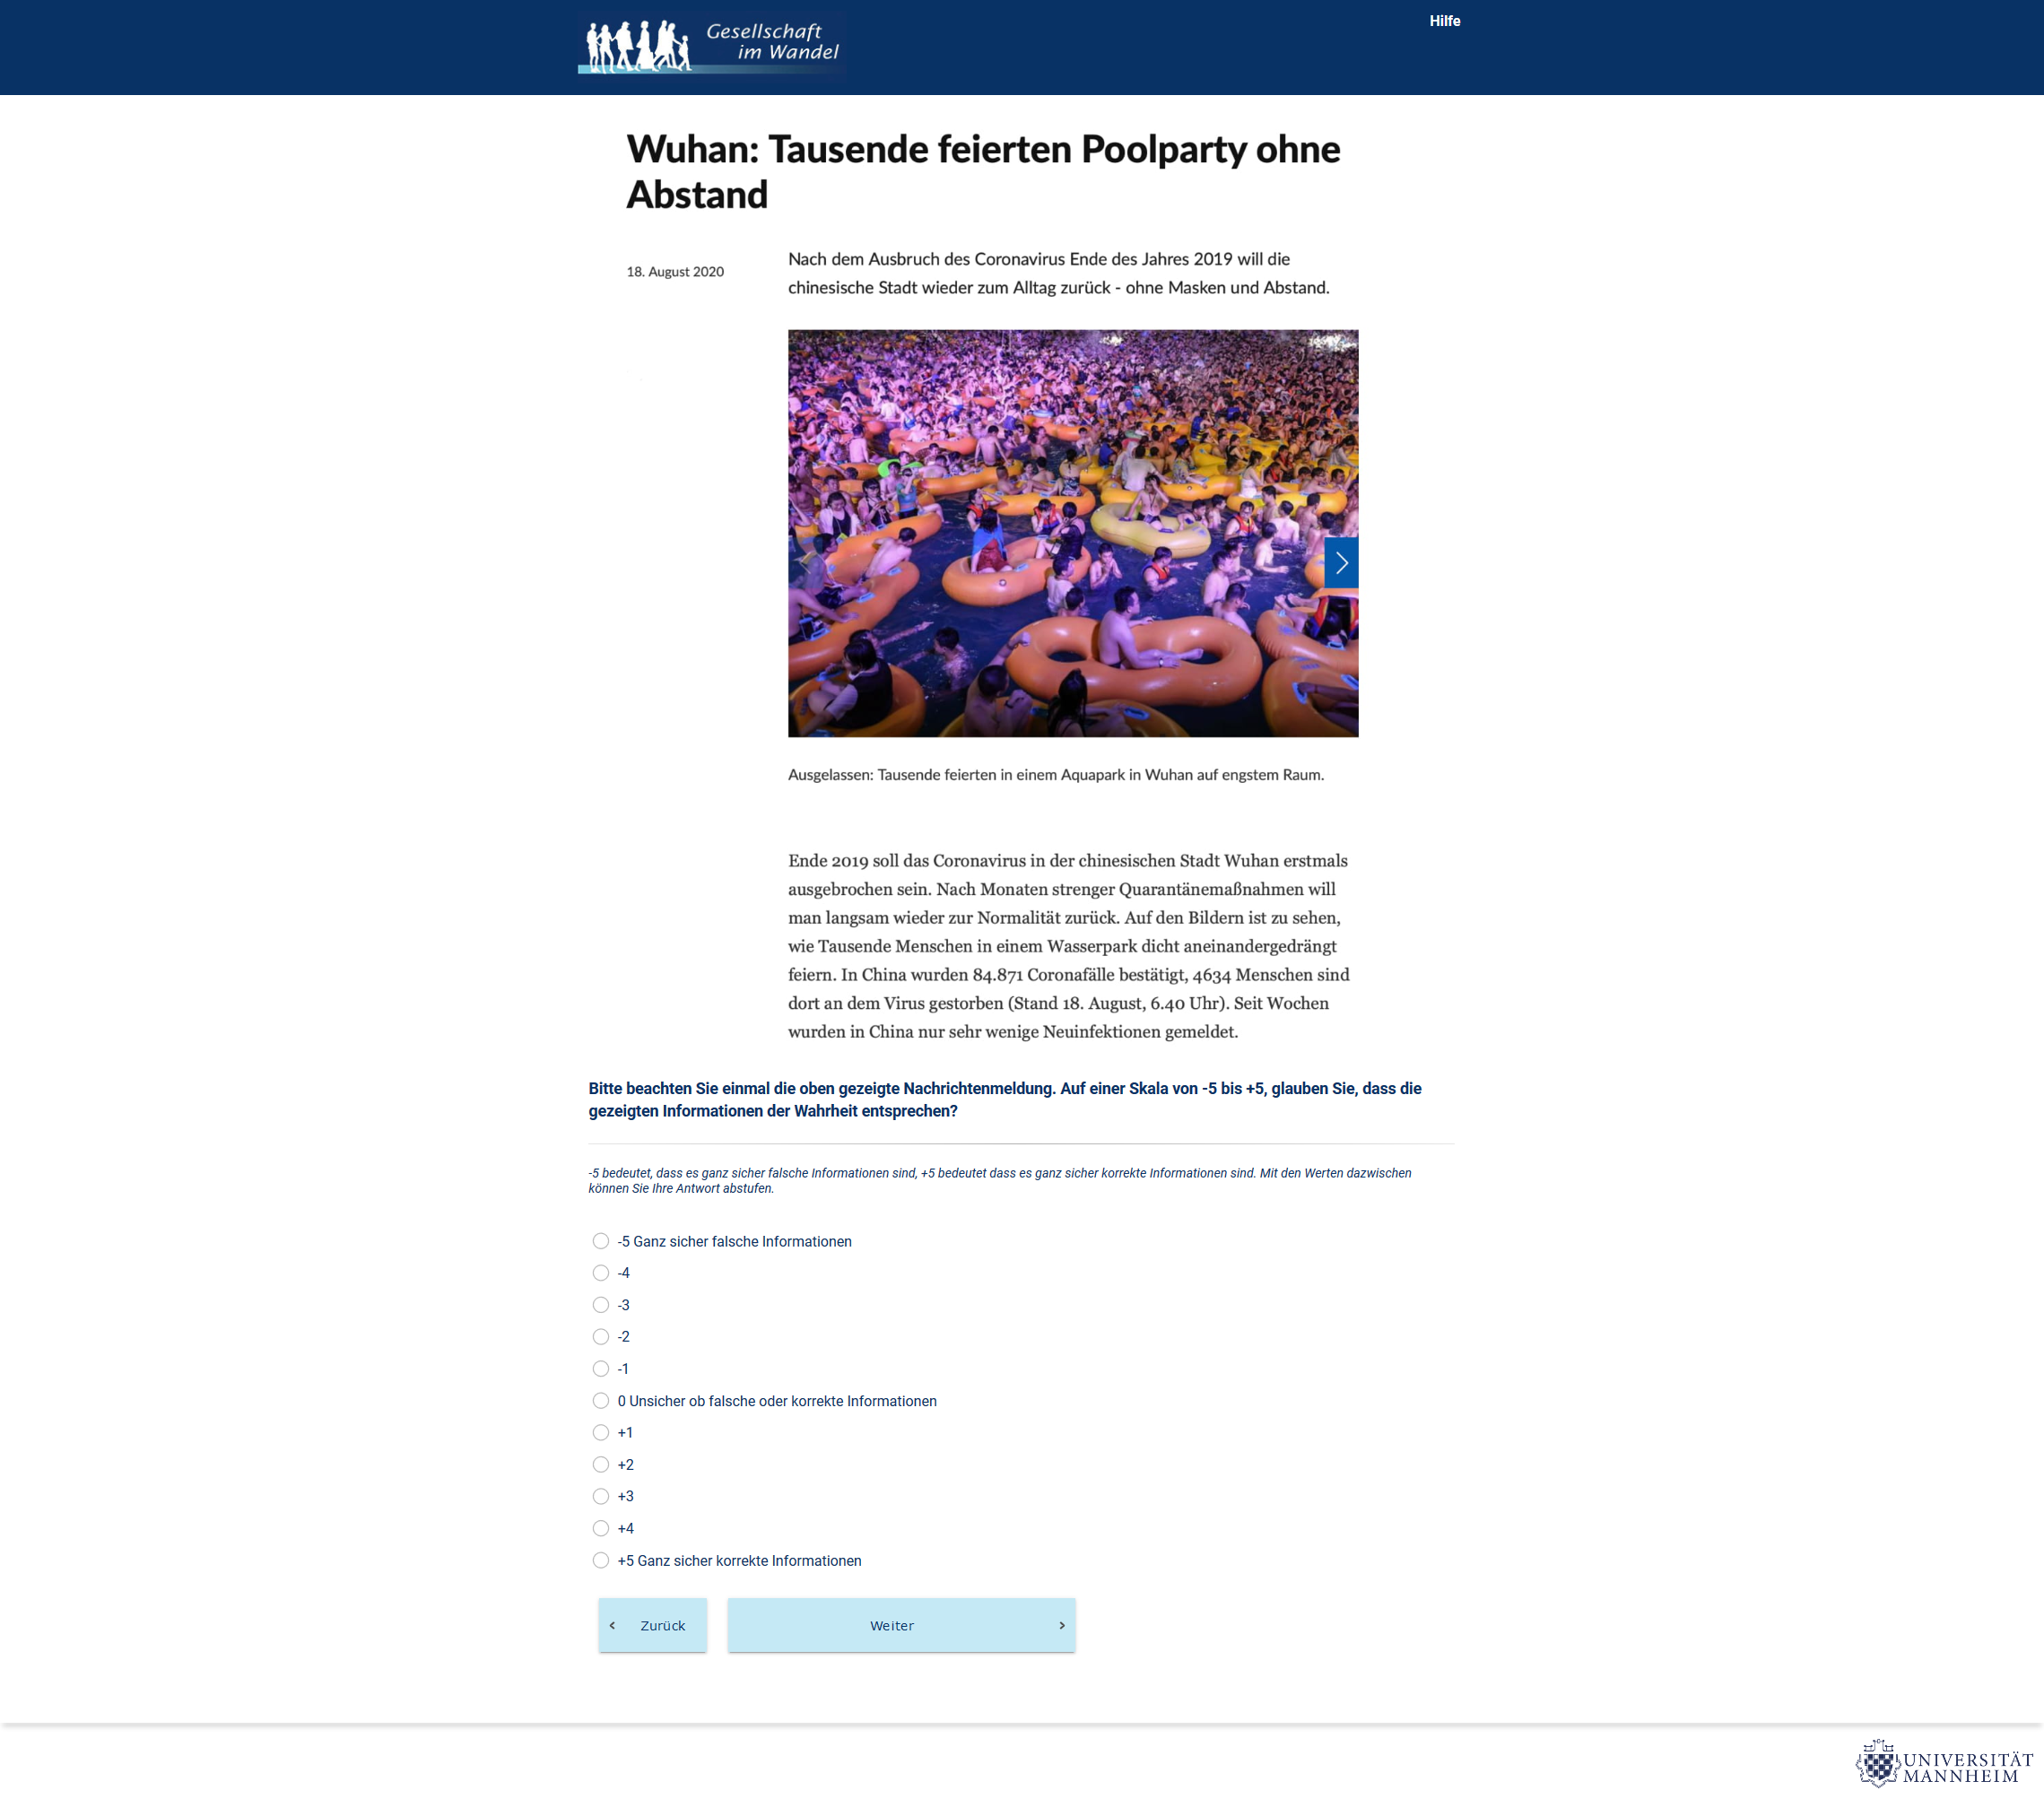 Gesellschaft
im Wandel
Hilfe
Wuhan: Tausende feierten Poolparty ohne
Abstand
18. August 2020
Nach dem Ausbruch des Coronavirus Ende des Jahres 2019 will die
chinesische Stadt wieder zum Alltag zurück - ohne Masken und Abstand.
Ausgelassen: Tausende feierten in einem Aquapark in Wuhan auf engstem Raum.
Ende 2019 soll das Coronavirus in der chinesischen Stadt Wuhan erstmals
ausgebrochen sein. Nach Monaten strenger Quarantänemaßnahmen will
man langsam wieder zur Normalität zurück. Auf den Bildern ist zu sehen,
wie Tausende Menschen in einem Wasserpark dicht aneinandergedrängt
feiern. In China wurden 84.871 Coronafälle bestätigt, 4634 Menschen sind
dort an dem Virus gestorben (Stand 18. August, 6.40 Uhr). Seit Wochen
wurden in China nur sehr wenige Neuinfektionen gemeldet.
Bitte beachten Sie einmal die oben gezeigte Nachrichtenmeldung. Auf einer Skala von -5 bis +5, glauben Sie, dass die
gezeigten Informationen der Wahrheit entsprechen?
-5 bedeutet, dass es ganz sicher falsche Informationen sind, +5 bedeutet dass es ganz sicher korrekte Informationen sind. Mit den Werten dazwischen
können Sie Ihre Antwort abstufen.
-5 Ganz sicher falsche Informationen
-4
-3
-2
-1
0 Unsicher ob falsche oder korrekte Informationen
+1
+2
+3
+4
+5 Ganz sicher korrekte Informationen
Zurück
Weiter
UNIVERSITÄT
MANNHEIM